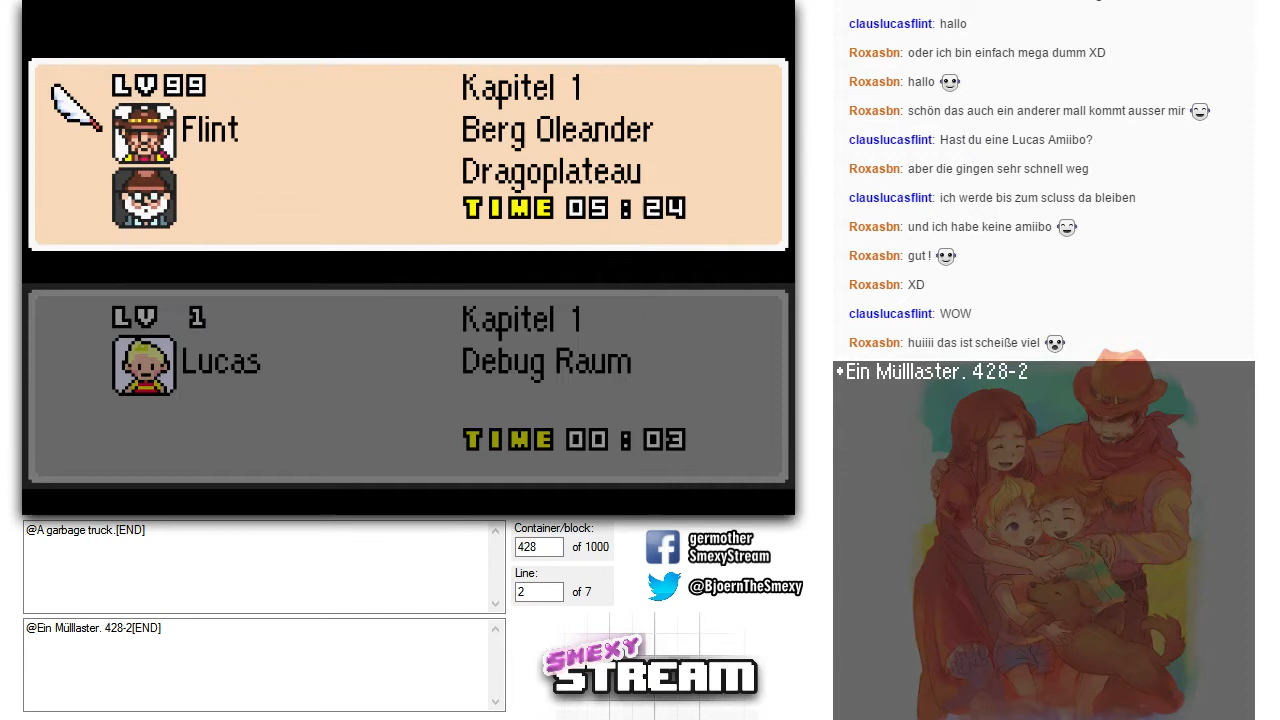 LV 99
Flint
Kapitel 1
Berg Oleander
Dragoplateau
TIME 05 : 24
LV 1
Lucas
Kapitel 1
Debug Raum
TIME 00 : 03
@A garbage truck.[END]
@Ein Mülllaster. 428-2[END]
Container/block:
428 of 1000
Line:
2 of 7
germother
SmexyStream
@BjoernTheSmexy
SMEXY
STREAM
clauslucasflint: hallo
Roxasbn: oder ich bin einfach mega dumm XD
Roxasbn: hallo
Roxasbn: schön das auch ein anderer mall kommt ausser mir
clauslucasflint: Hast du eine Lucas Amiibo?
Roxasbn: aber die gingen sehr schnell weg
clauslucasflint: ich werde bis zum scluss da bleiben
Roxasbn: und ich habe keine amiibo
Roxasbn: gut !
Roxasbn: XD
clauslucasflint: WOW
Roxasbn: huiiii das ist scheiße viel
•Ein Mülllaster. 428-2